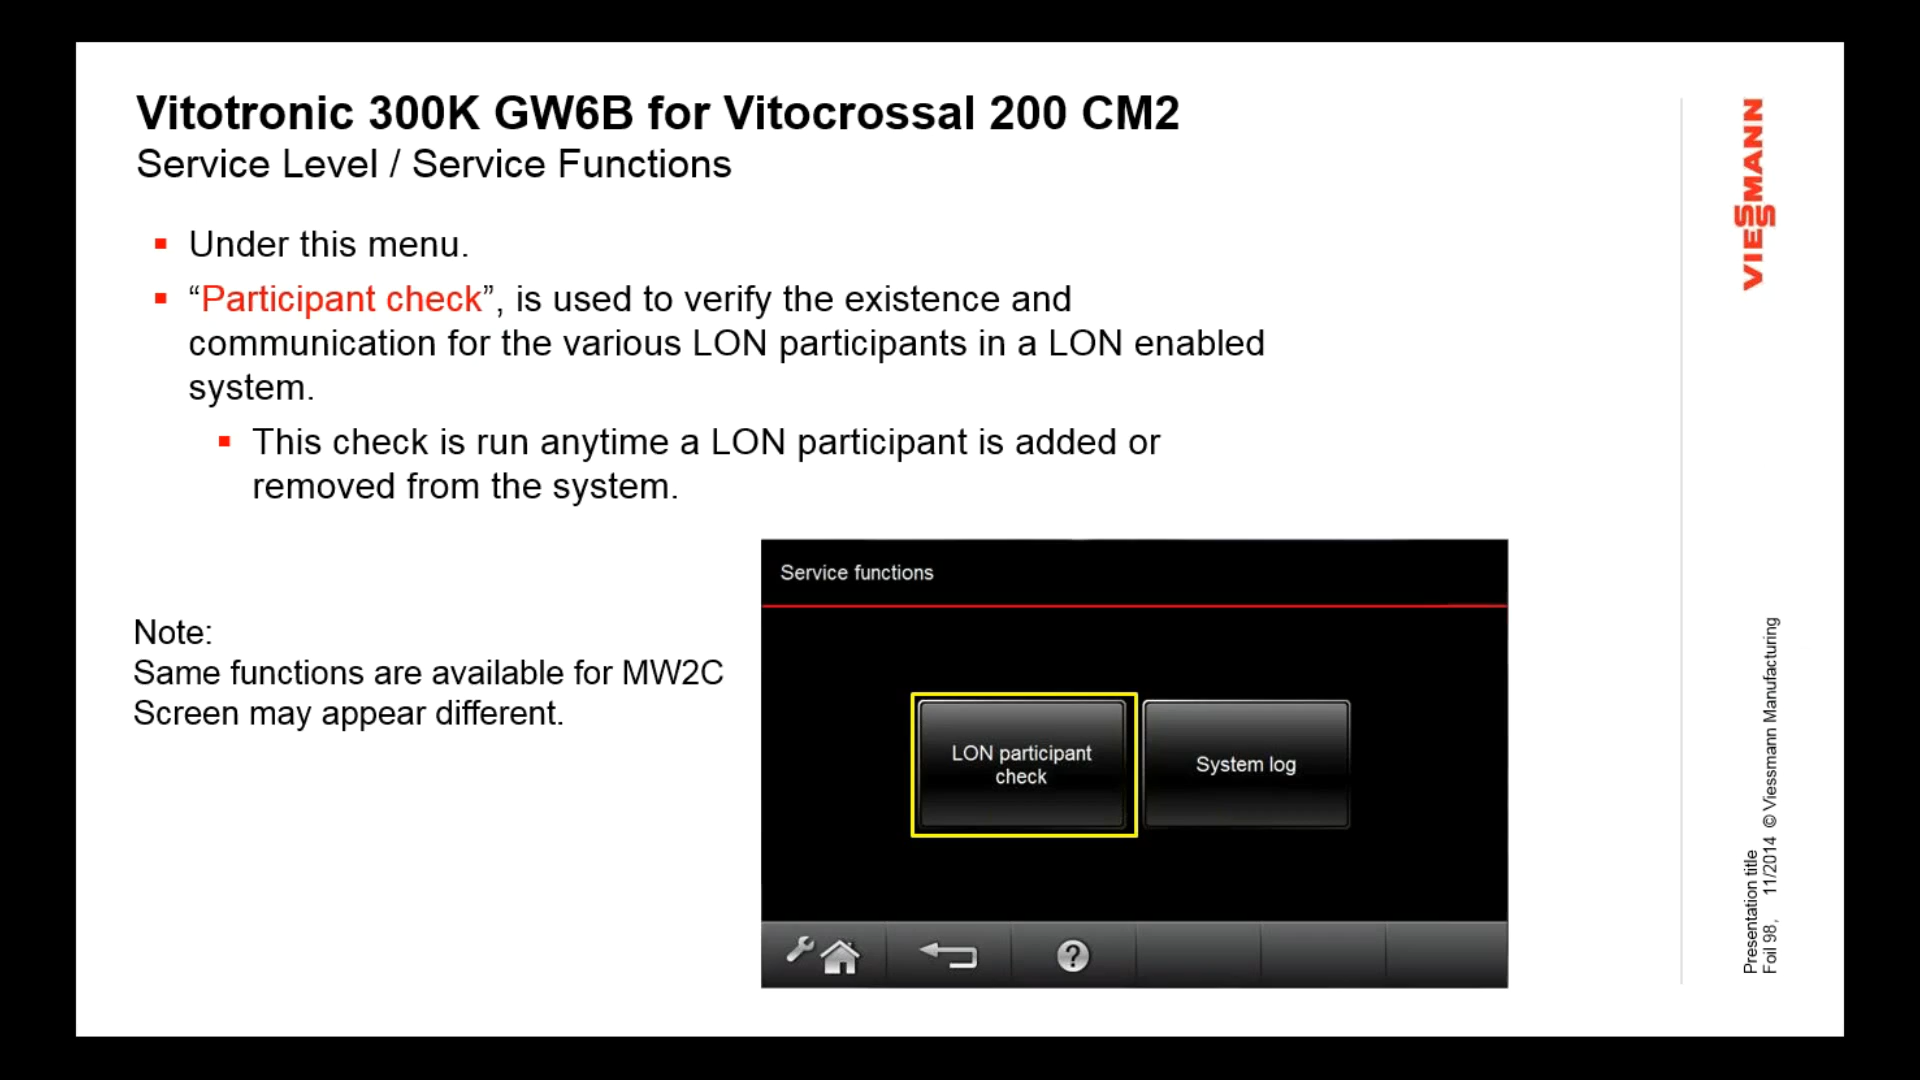 Vitotronic 300K GW6B for Vitocrossal 200 CM2
Service Level / Service Functions
Under this menu.
“Participant check”, is used to verify the existence and
communication for the various LON participants in a LON enabled
system.
This check is run anytime a LON participant is added or
removed from the system.
Note:
Same functions are available for MW2C
Screen may appear different.
Service functions
LON participant
check
System log
?
VIESSMANN
Presentation title
Foil 98, 11/2014 © Viessmann Manufacturing